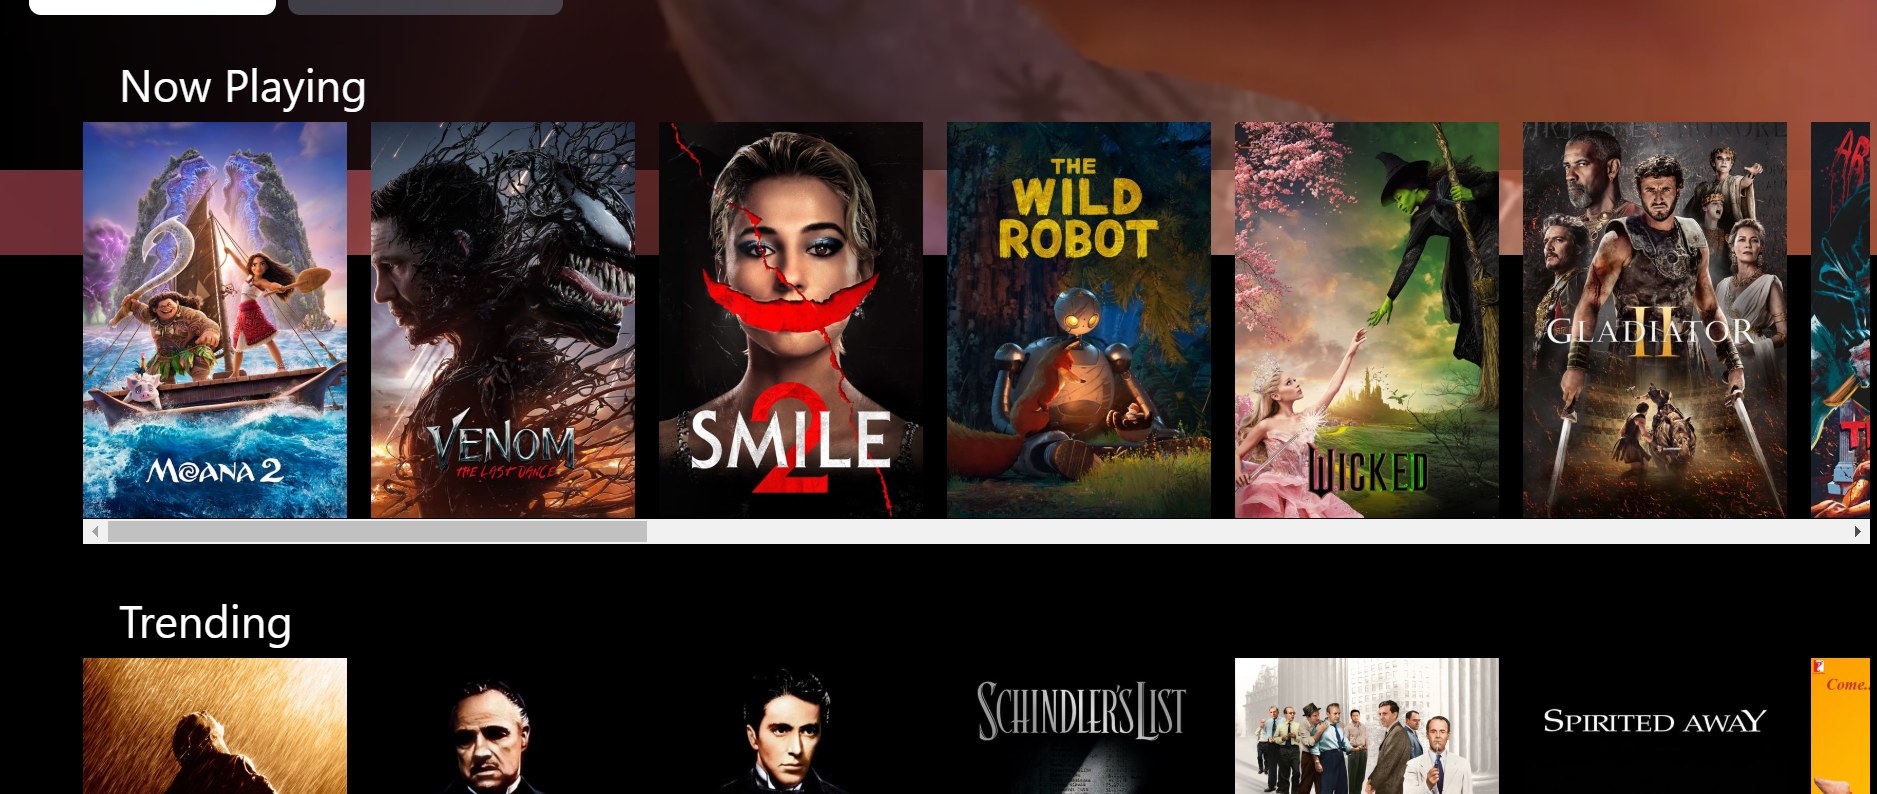 Now Playing
MOANA 2
VENOM
THE LAST DANCE
SMILE
2
THE
WILD
ROBOT
WICKED
GLADIATOR
II
AR
T
Trending
SCHINDLER'S LIST
SPIRITED AWAY
Come..